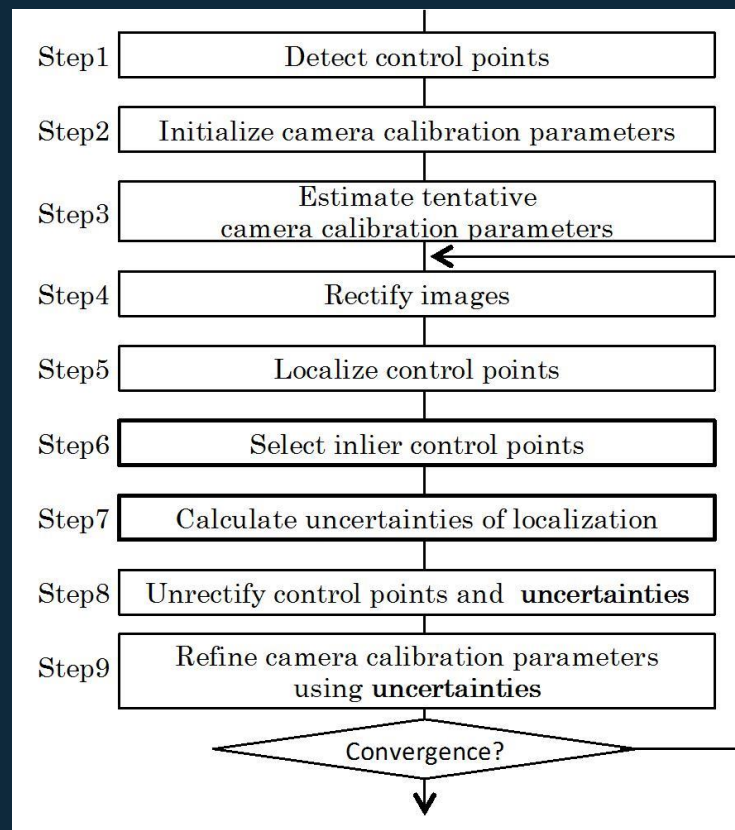 Step1 Detect control points
Step2 Initialize camera calibration parameters
Step3 Estimate tentative
camera calibration parameters
Step4 Rectify images
Step5 Localize control points
Step6 Select inlier control points
Step7 Calculate uncertainties of localization
Step8 Unrectify control points and uncertainties
Step9 Refine camera calibration parameters
using uncertainties
Convergence?